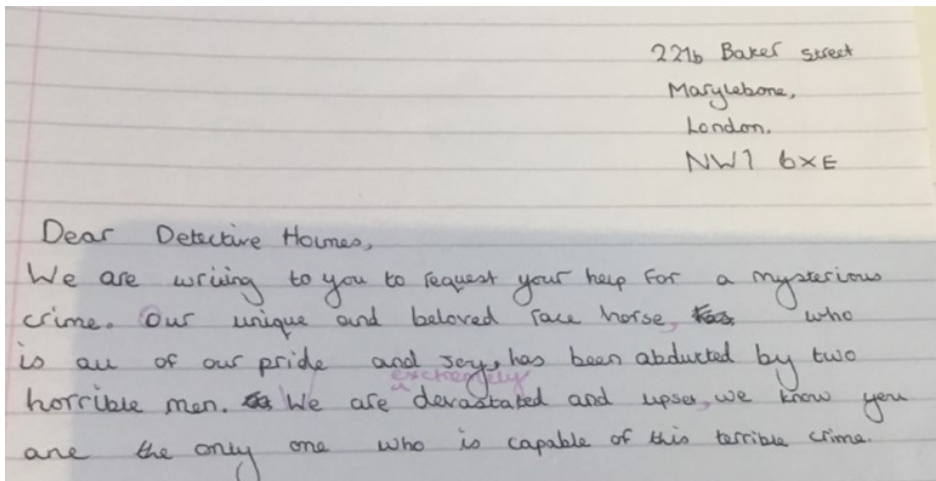 221b Baker street
Marylebone,
London.
NW1 6XE
Dear Detective Holmes,
We are writing to you to request your help for a mysterious
crime. Our unique and beloved race horse, who
is all of our pride and joy, has been abducted by two
extremely
horrible men. We are devastated and upset, we know you
are the only one who is capable of this terrible crime.